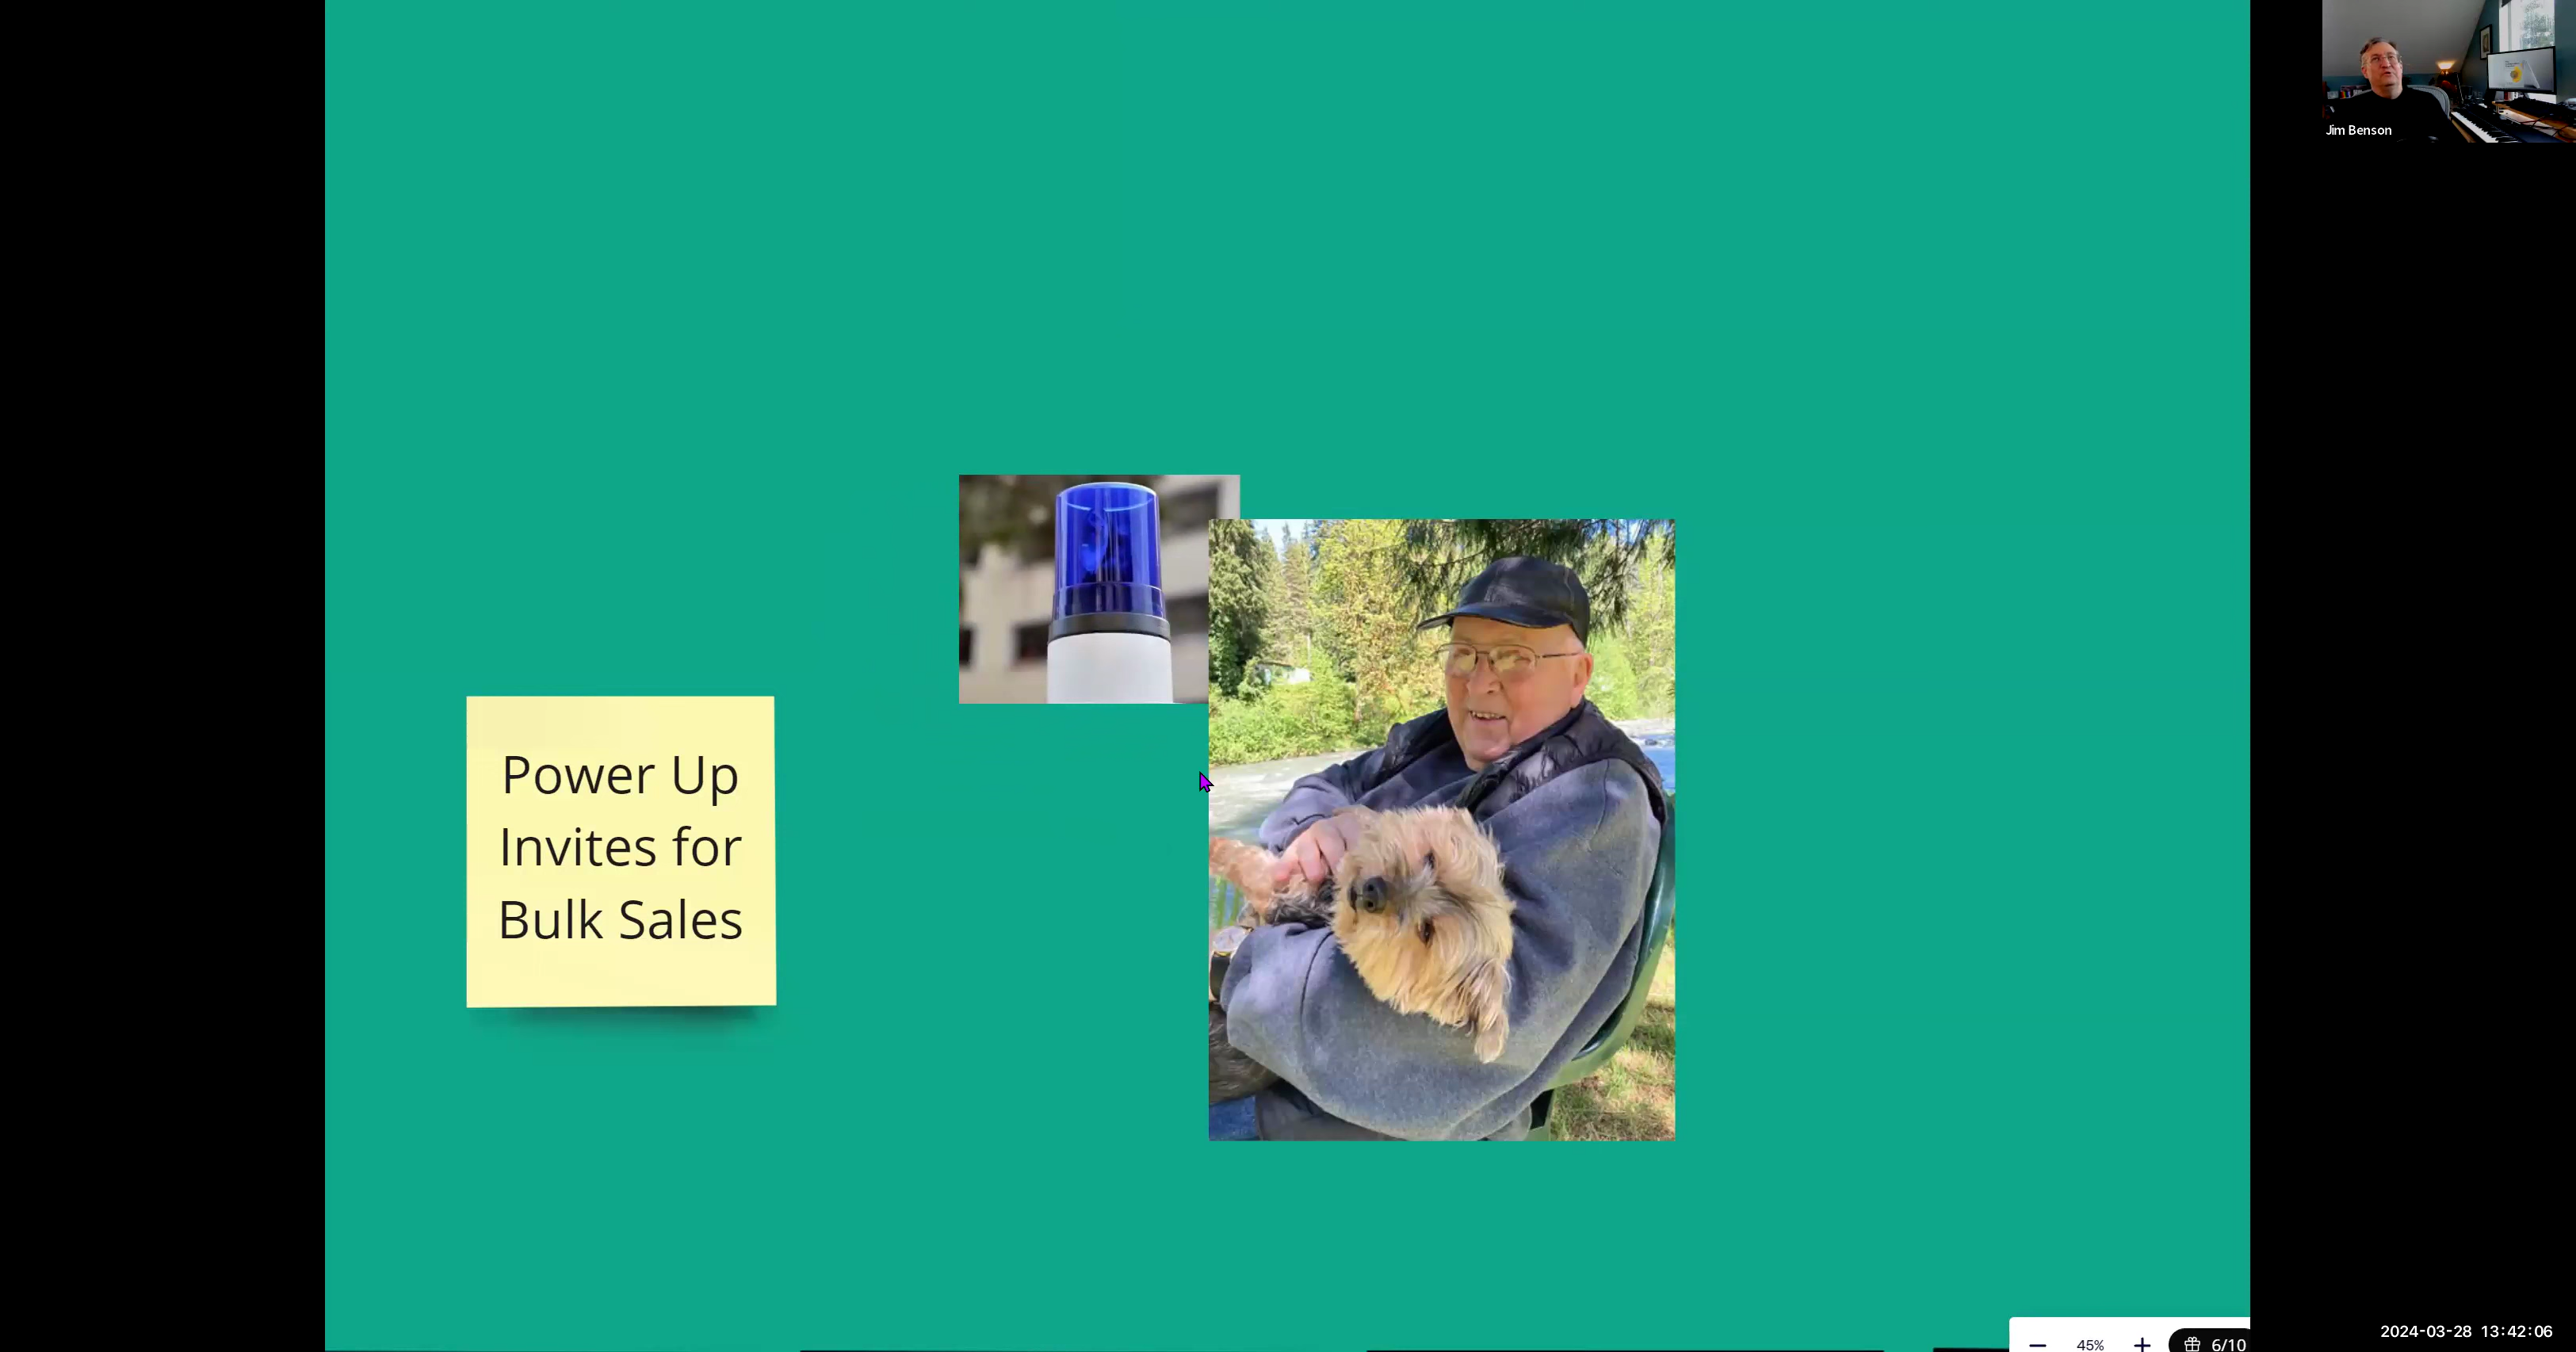 Jim Benson
Power Up
Invites for
Bulk Sales
45%
6/10
2024-03-28 13:42:06